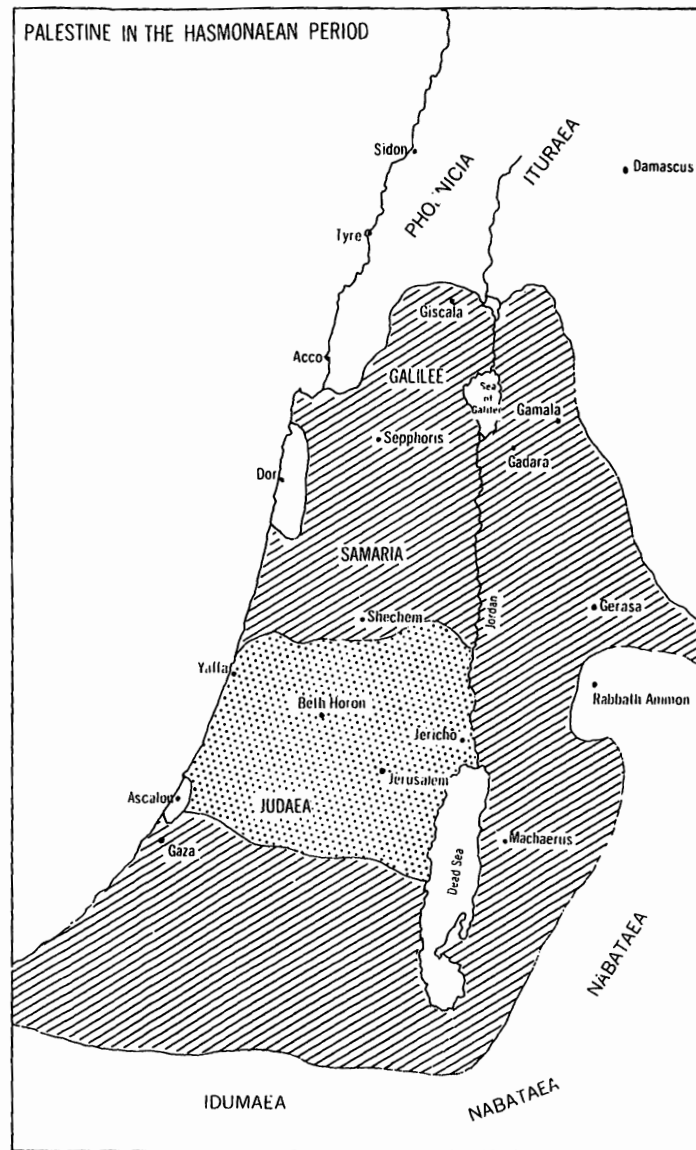 PALESTINE IN THE HASMONAEAN PERIOD
Sidon
PHOENICIA
ITURAEA
Damascus
Tyre
Giscala
Acco
GALILEE
Sea
of
Galilee
Gamala
Sepphoris
Gadara
Dor
SAMARIA
Shechem
Jordan
Gerasa
Yaffa
Rabbath Ammon
Beth Horon
Jericho
Jerusalem
Ascalon
JUDAEA
Gaza
Machaerus
Dead Sea
NABATAEA
IDUMAEA
NABATAEA